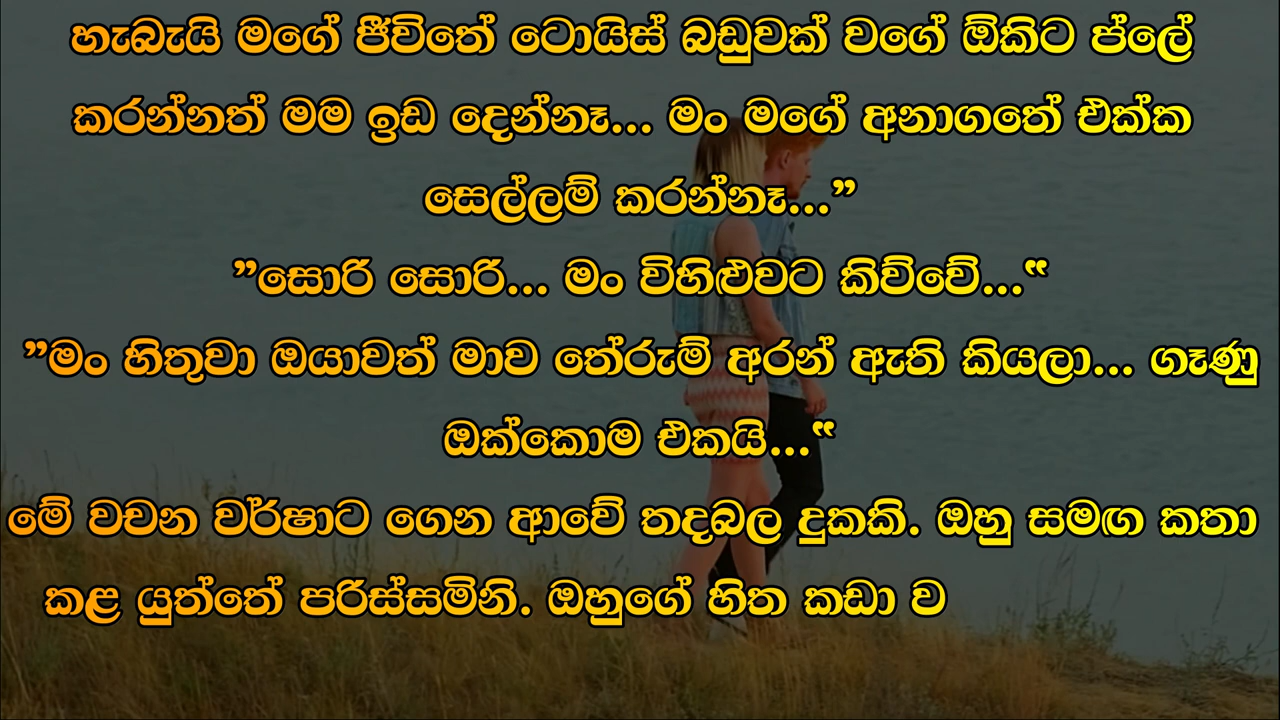 හැබැයි මගේ ජීවිතේ ටොයිස් බඩුවක් වගේ ඕකිට ප්ලේ
කරන්නත් මම ඉඩ දෙන්නෑ... මං මගේ අනාගතේ එක්ක
සෙල්ලම් කරන්නෑ...”
”සොරි සොරි... මං විහිළුවට කිව්වේ...“
”මං හිතුවා ඔයාවත් මාව තේරුම් අරන් ඇති කියලා... ගෑණු
ඔක්කොම එකයි...“
මේ වචන වර්ෂාට ගෙන ආවේ තදබල දුකකි. ඔහු සමඟ කතා
කළ යුත්තේ පරිස්සමිනි. ඔහුගේ හිත කඩා ව